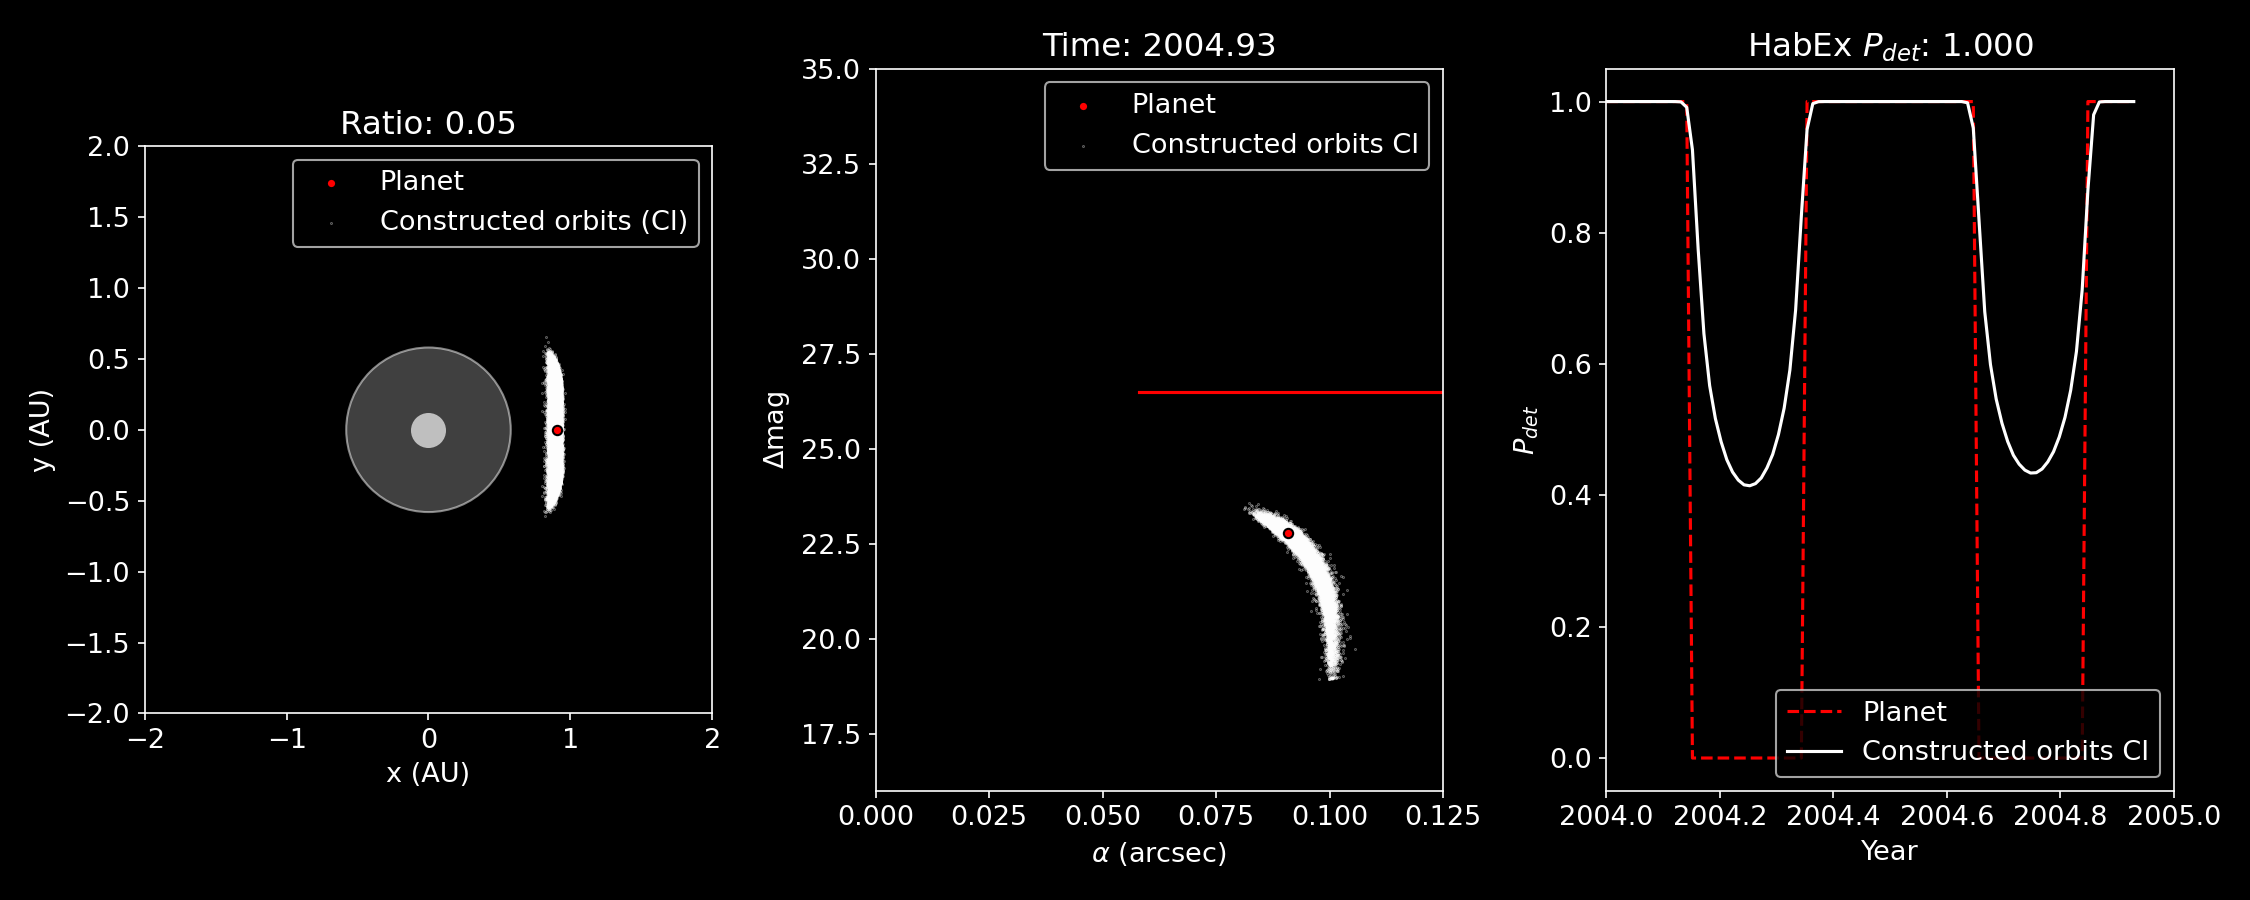 Ratio: 0.05
Planet
Constructed orbits (CI)
2.0
1.5
1.0
0.5
0.0
−0.5
−1.0
−1.5
−2.0
y (AU)
−2
−1
0
1
2
x (AU)
Time: 2004.93
Planet
Constructed orbits CI
35.0
32.5
30.0
27.5
25.0
22.5
20.0
17.5
Δmag
0.000
0.025
0.050
0.075
0.100
0.125
α (arcsec)
HabEx P_det: 1.000
1.0
0.8
0.6
0.4
0.2
0.0
P_det
Planet
Constructed orbits CI
2004.0
2004.2
2004.4
2004.6
2004.8
2005.0
Year